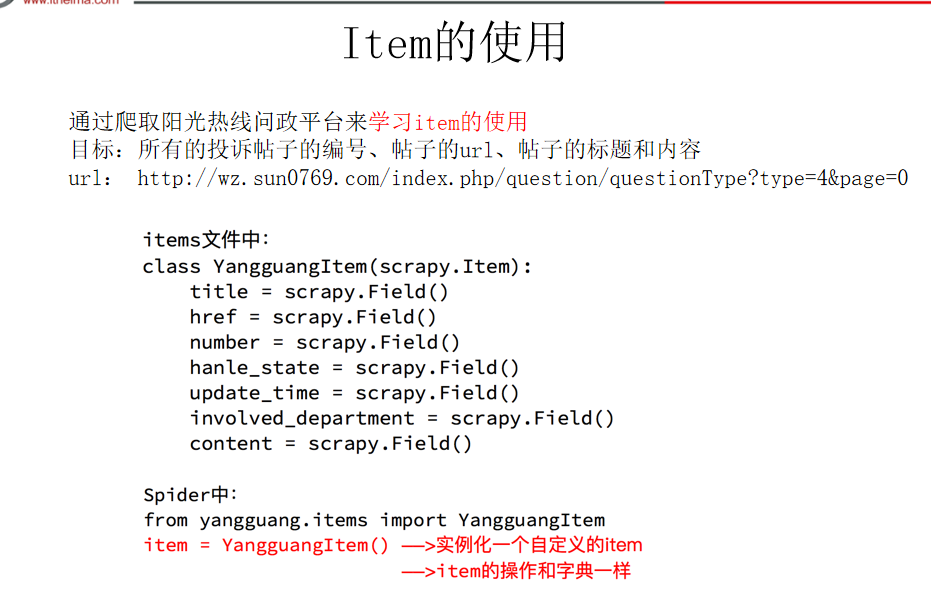 www.itheima.com
Item的使用
通过爬取阳光热线问政平台来学习item的使用
目标：所有的投诉帖子的编号、帖子的url、帖子的标题和内容
url： http://wz.sun0769.com/index.php/question/questionType?type=4&page=0
items文件中：
class YangguangItem(scrapy.Item):
    title = scrapy.Field()
    href = scrapy.Field()
    number = scrapy.Field()
    hanle_state = scrapy.Field()
    update_time = scrapy.Field()
    involved_department = scrapy.Field()
    content = scrapy.Field()
Spider中：
from yangguang.items import YangguangItem
item = YangguangItem() ——>实例化一个自定义的item
——>item的操作和字典一样